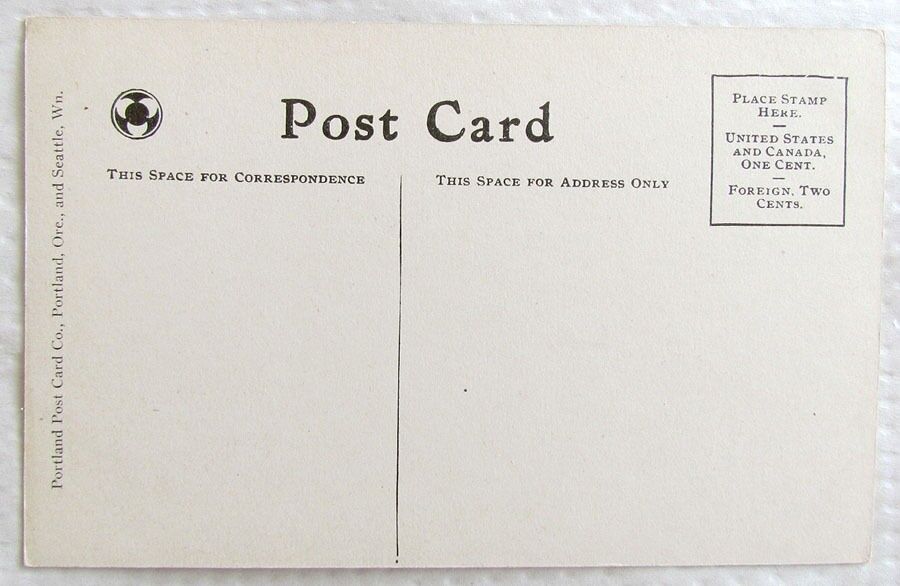 Post Card
This Space for Correspondence
This Space for Address Only
Place Stamp
Here.
United States
and Canada,
One Cent.
Foreign, Two
Cents.
Portland Post Card Co., Portland, Ore., and Seattle, Wn.